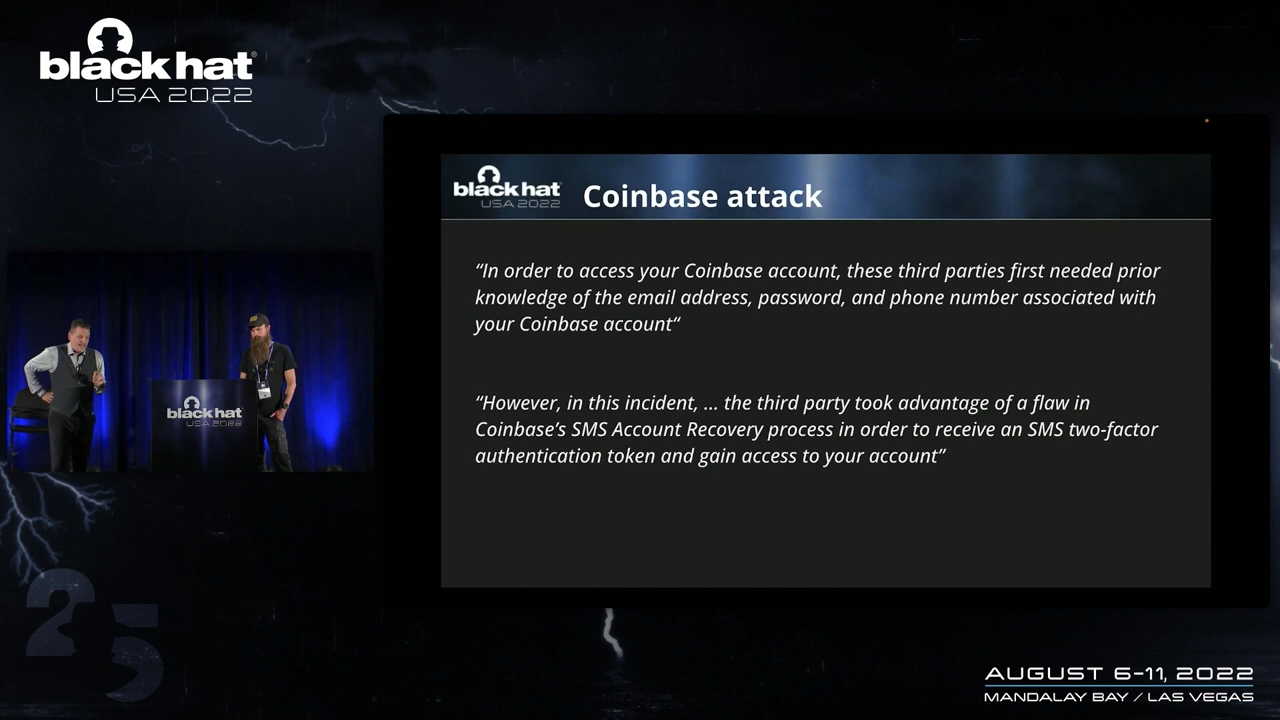 black hat®
USA 2022
black hat
USA 2022
Coinbase attack
“In order to access your Coinbase account, these third parties first needed prior
knowledge of the email address, password, and phone number associated with
your Coinbase account“
“However, in this incident, ... the third party took advantage of a flaw in
Coinbase’s SMS Account Recovery process in order to receive an SMS two-factor
authentication token and gain access to your account”
black hat
USA 2022
25
AUGUST 6-11, 2022
MANDALAY BAY / LAS VEGAS